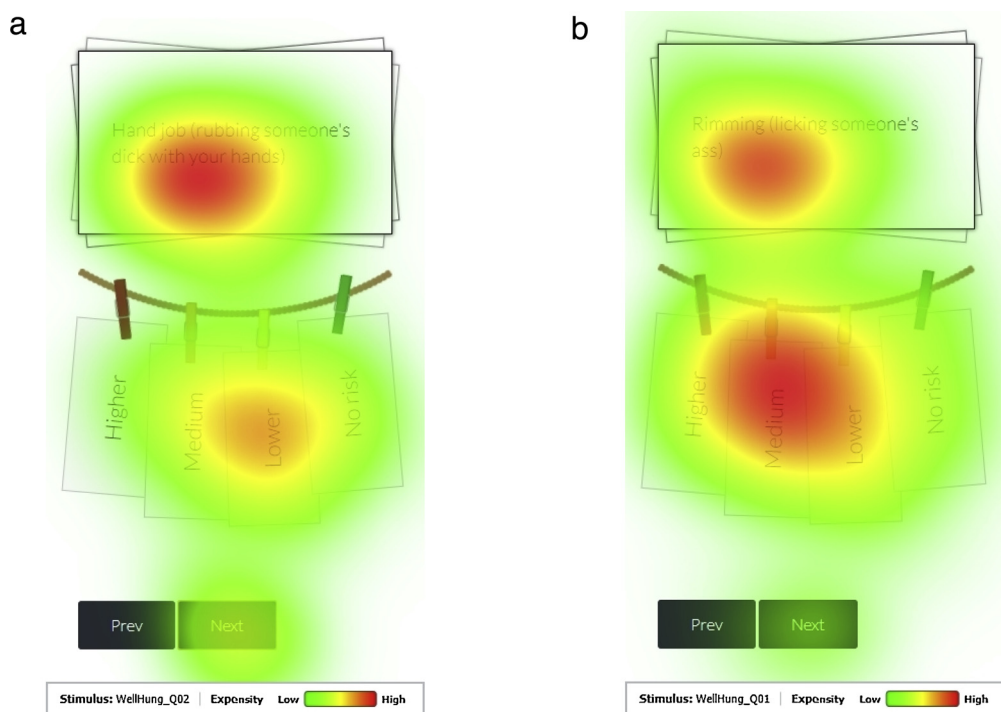 a
Hand job (rubbing someone's
dick with your hands)
Higher
Medium
Lower
No risk
Prev
Next
Stimulus: WellHung_Q02 | Expensity Low High
b
Rimming (licking someone's
ass)
Higher
Medium
Lower
No risk
Prev
Next
Stimulus: WellHung_Q01 | Expensity Low High